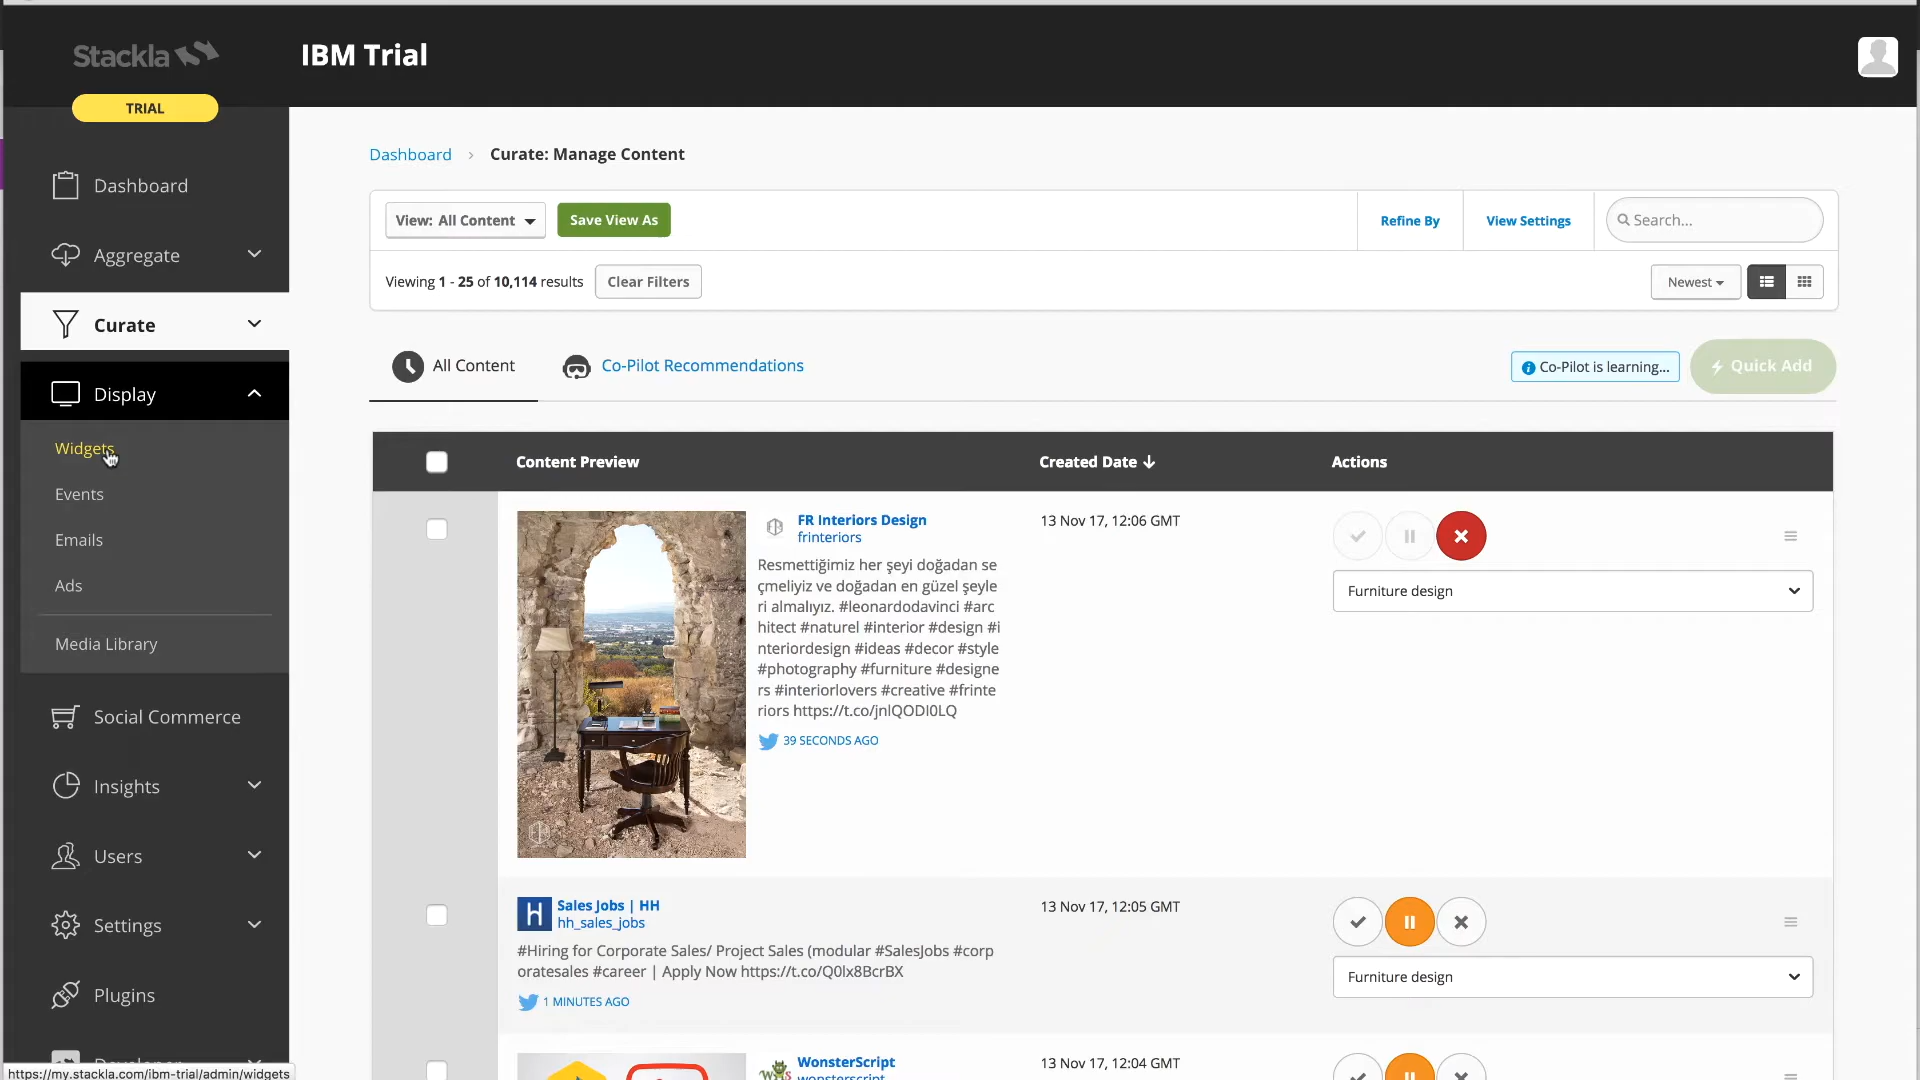 Stackla
IBM Trial
TRIAL
Dashboard
Aggregate
Curate
Display
Widgets
Events
Emails
Ads
Media Library
Social Commerce
Insights
Users
Settings
Plugins
https://my.stackla.com/ibm-trial/admin/widgets
Dashboard › Curate: Manage Content
View: All Content
Save View As
Refine By
View Settings
Search...
Viewing 1 - 25 of 10,114 results
Clear Filters
Newest
All Content
Co-Pilot Recommendations
Co-Pilot is learning...
Quick Add
Content Preview
Created Date
Actions
FR Interiors Design
frinteriors
Resmettiğimiz her şeyi doğadan se
çmeliyiz ve doğadan en güzel şeyle
ri almalıyız. #leonardodavinci #arc
hitect #naturel #interior #design #i
nteriordesign #ideas #decor #style
#photography #furniture #designe
rs #interiorlovers #creative #frinte
riors https://t.co/jnlQODI0LQ
39 SECONDS AGO
13 Nov 17, 12:06 GMT
Furniture design
H
Sales Jobs | HH
hh_sales_jobs
#Hiring for Corporate Sales/ Project Sales (modular #SalesJobs #corp
oratesales #career | Apply Now https://t.co/Q0lx8BcrBX
1 MINUTES AGO
13 Nov 17, 12:05 GMT
Furniture design
WonsterScript
wonsterscript
13 Nov 17, 12:04 GMT